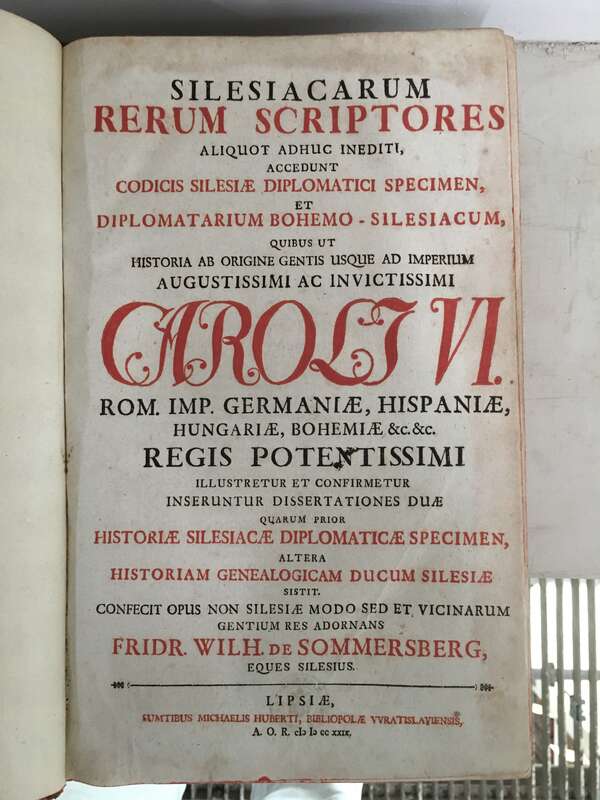 SILESIACARUM
RERUM SCRIPTORES
ALIQUOT ADHUC INEDITI,
ACCEDUNT
CODICIS SILESIÆ DIPLOMATICI SPECIMEN,
ET
DIPLOMATARIUM BOHEMO - SILESIACUM,
QUIBUS UT
HISTORIA AB ORIGINE GENTIS USQUE AD IMPERIUM
AUGUSTISSIMI AC INVICTISSIMI
CAROLI VI.
ROM. IMP. GERMANIÆ, HISPANIÆ,
HUNGARIÆ, BOHEMIÆ &c. &c.
REGIS POTENTISSIMI
ILLUSTRETUR ET CONFIRMETUR
INSERUNTUR DISSERTATIONES DUÆ
QUARUM PRIOR
HISTORIÆ SILESIACÆ DIPLOMATICÆ SPECIMEN,
ALTERA
HISTORIAM GENEALOGICAM DUCUM SILESIÆ
SISTIT.
CONFECIT OPUS NON SILESIÆ MODO SED ET VICINARUM
GENTIUM RES ADORNANS
FRIDR. WILH. DE SOMMERSBERG,
EQUES SILESIUS.
LIPSIÆ,
SUMTIBUS MICHAELIS HUBERTI, BIBLIOPOLÆ VVRATISLAVIENSIS,
A. O. R. cIɔ Iɔ cc XXIX.